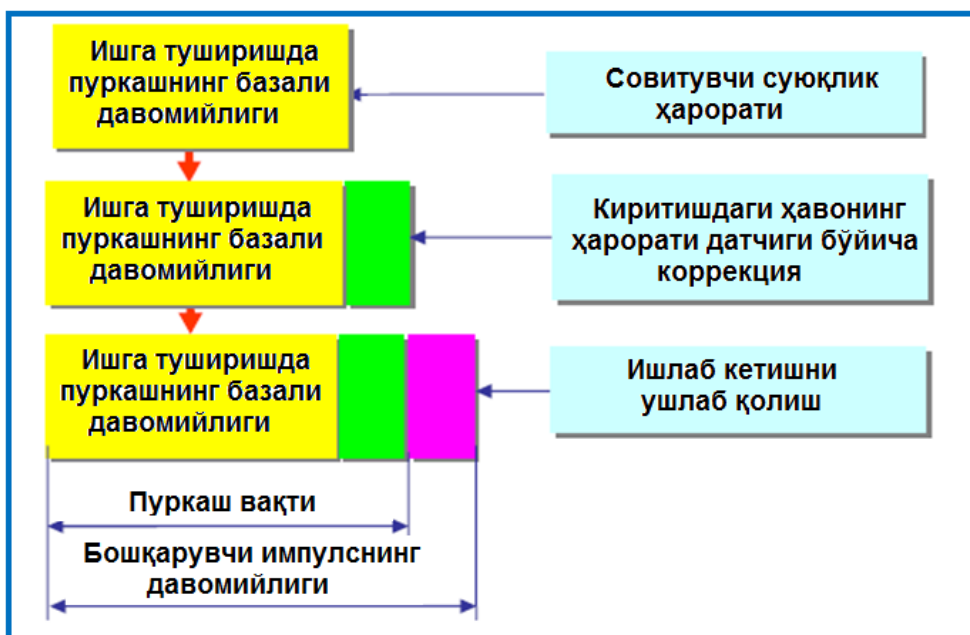 Ишга туширишда
пуркашнинг базали
давомийлиги
Совитувчи суюқлик
ҳарорати
Ишга туширишда
пуркашнинг базали
давомийлиги
Киритишдаги ҳавонинг
ҳарорати датчиги бўйича
коррекция
Ишга туширишда
пуркашнинг базали
давомийлиги
Ишлаб кетишни
ушлаб қолиш
Пуркаш вақти
Бошқарувчи импулснинг
давомийлиги